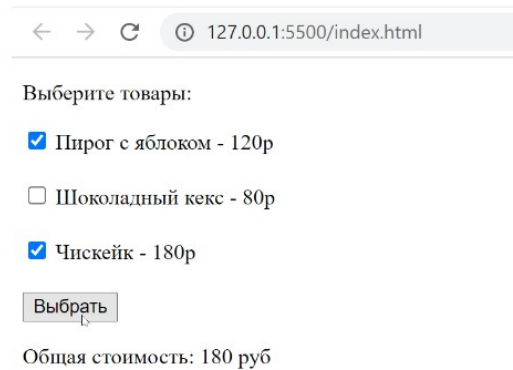 127.0.0.1:5500/index.html
Выберите товары:
Пирог с яблоком - 120р
Шоколадный кекс - 80р
Чискейк - 180р
Выбрать
Общая стоимость: 180 руб